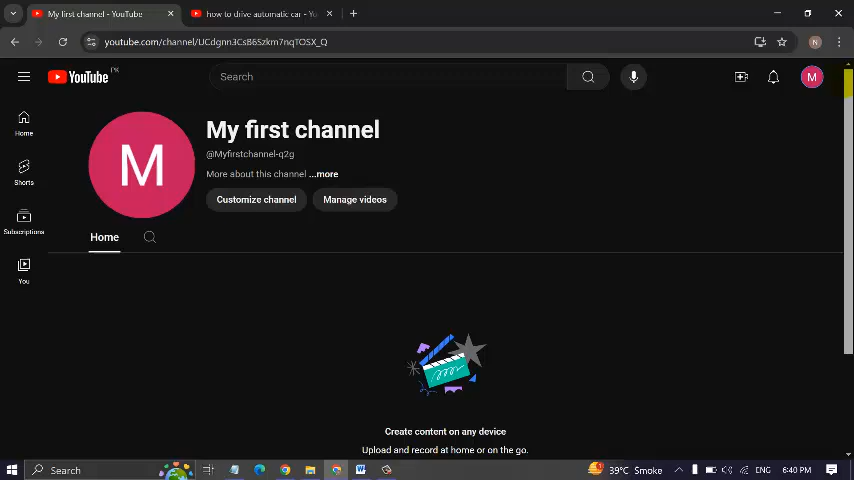 My first channel - YouTube
how to drive automatic car - Yo
youtube.com/channel/UCdgnn3CsB6Szkm7nqTOSX_Q
N
YouTube PK
Search
M
Home
Shorts
Subscriptions
You
M
My first channel
@Myfirstchannel-q2g
More about this channel ...more
Customize channel
Manage videos
Home
Create content on any device
Upload and record at home or on the go.
Search
39°C Smoke
ENG
6:40 PM